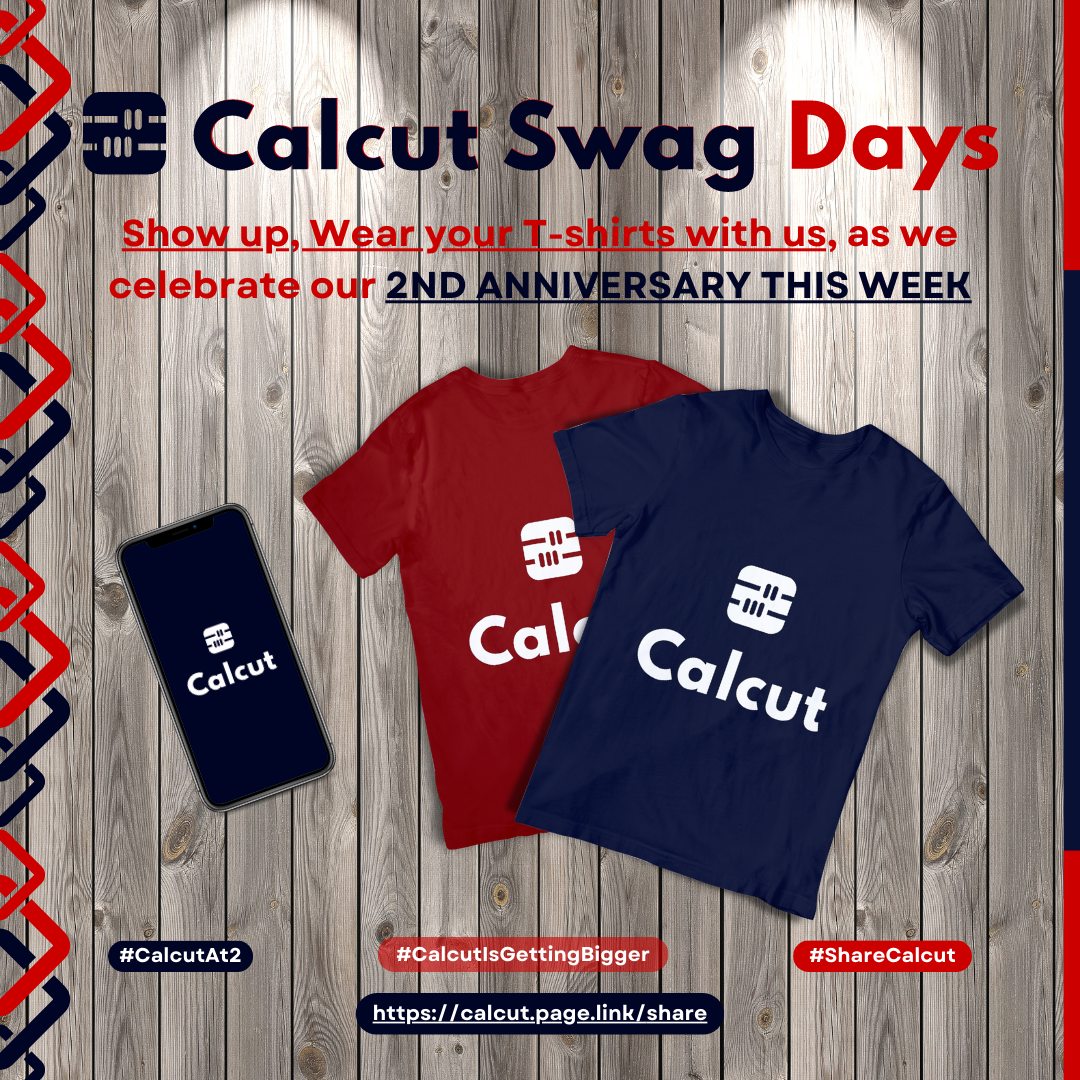 Calcut Swag Days
Show up, Wear your T-shirts with us, as we
celebrate our 2ND ANNIVERSARY THIS WEEK
Calc
Calcut
Calcut
#CalcutAt2
#CalcutIsGettingBigger
#ShareCalcut
https://calcut.page.link/share